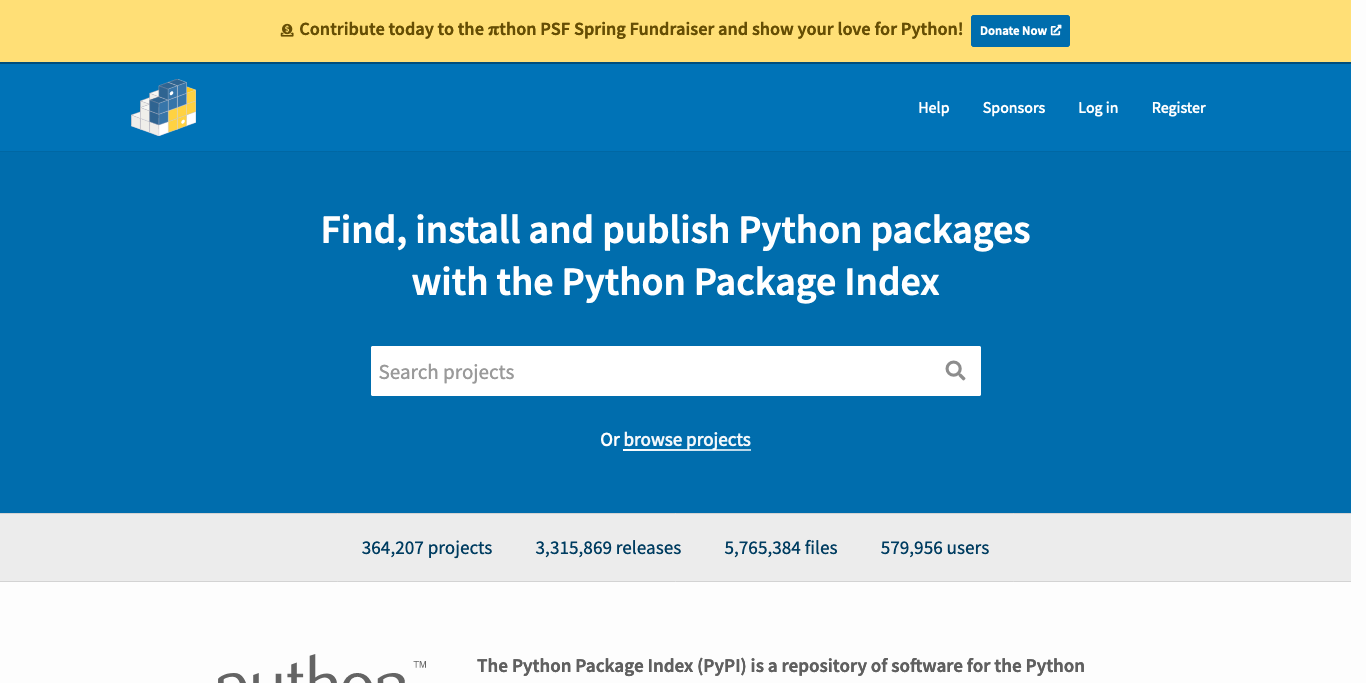 Contribute today to the πthon PSF Spring Fundraiser and show your love for Python! Donate Now
Help Sponsors Log in Register
Find, install and publish Python packages
with the Python Package Index
Search projects
Or browse projects
364,207 projects 3,315,869 releases 5,765,384 files 579,956 users
TM
The Python Package Index (PyPI) is a repository of software for the Python